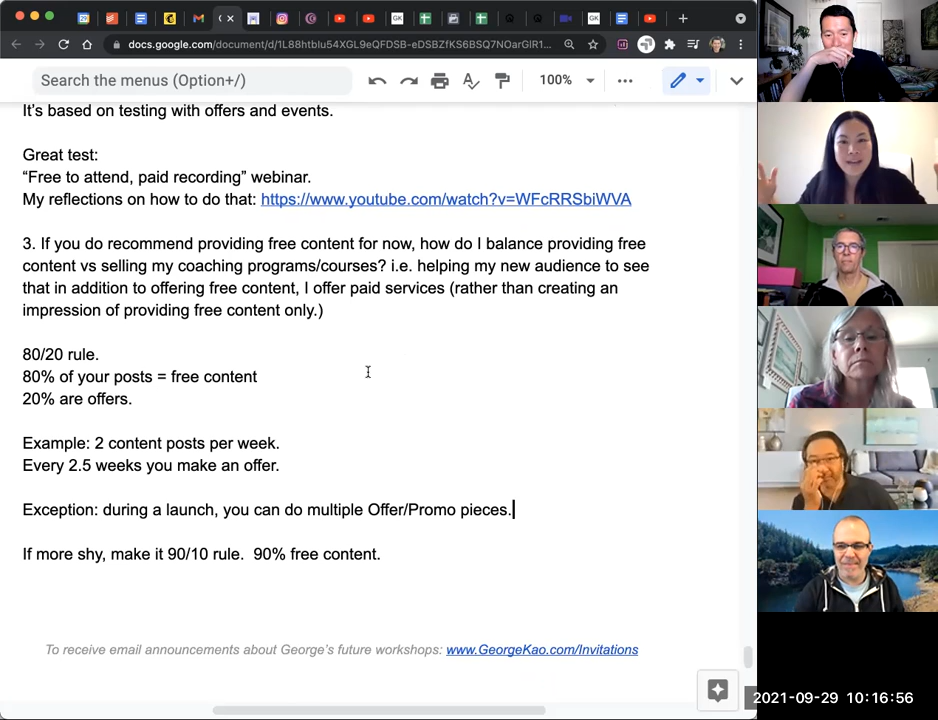 docs.google.com/document/d/1L88htblu54XGL9eQFDSB-eDSBZfKS6BSQ7NOarGlR1...
Search the menus (Option+/)
100%
It's based on testing with offers and events.
Great test:
“Free to attend, paid recording” webinar.
My reflections on how to do that: https://www.youtube.com/watch?v=WFcRRSbiWVA
3. If you do recommend providing free content for now, how do I balance providing free
content vs selling my coaching programs/courses? i.e. helping my new audience to see
that in addition to offering free content, I offer paid services (rather than creating an
impression of providing free content only.)
80/20 rule.
80% of your posts = free content
20% are offers.
Example: 2 content posts per week.
Every 2.5 weeks you make an offer.
Exception: during a launch, you can do multiple Offer/Promo pieces.
If more shy, make it 90/10 rule.  90% free content.
To receive email announcements about George's future workshops: www.GeorgeKao.com/Invitations
2021-09-29 10:16:56